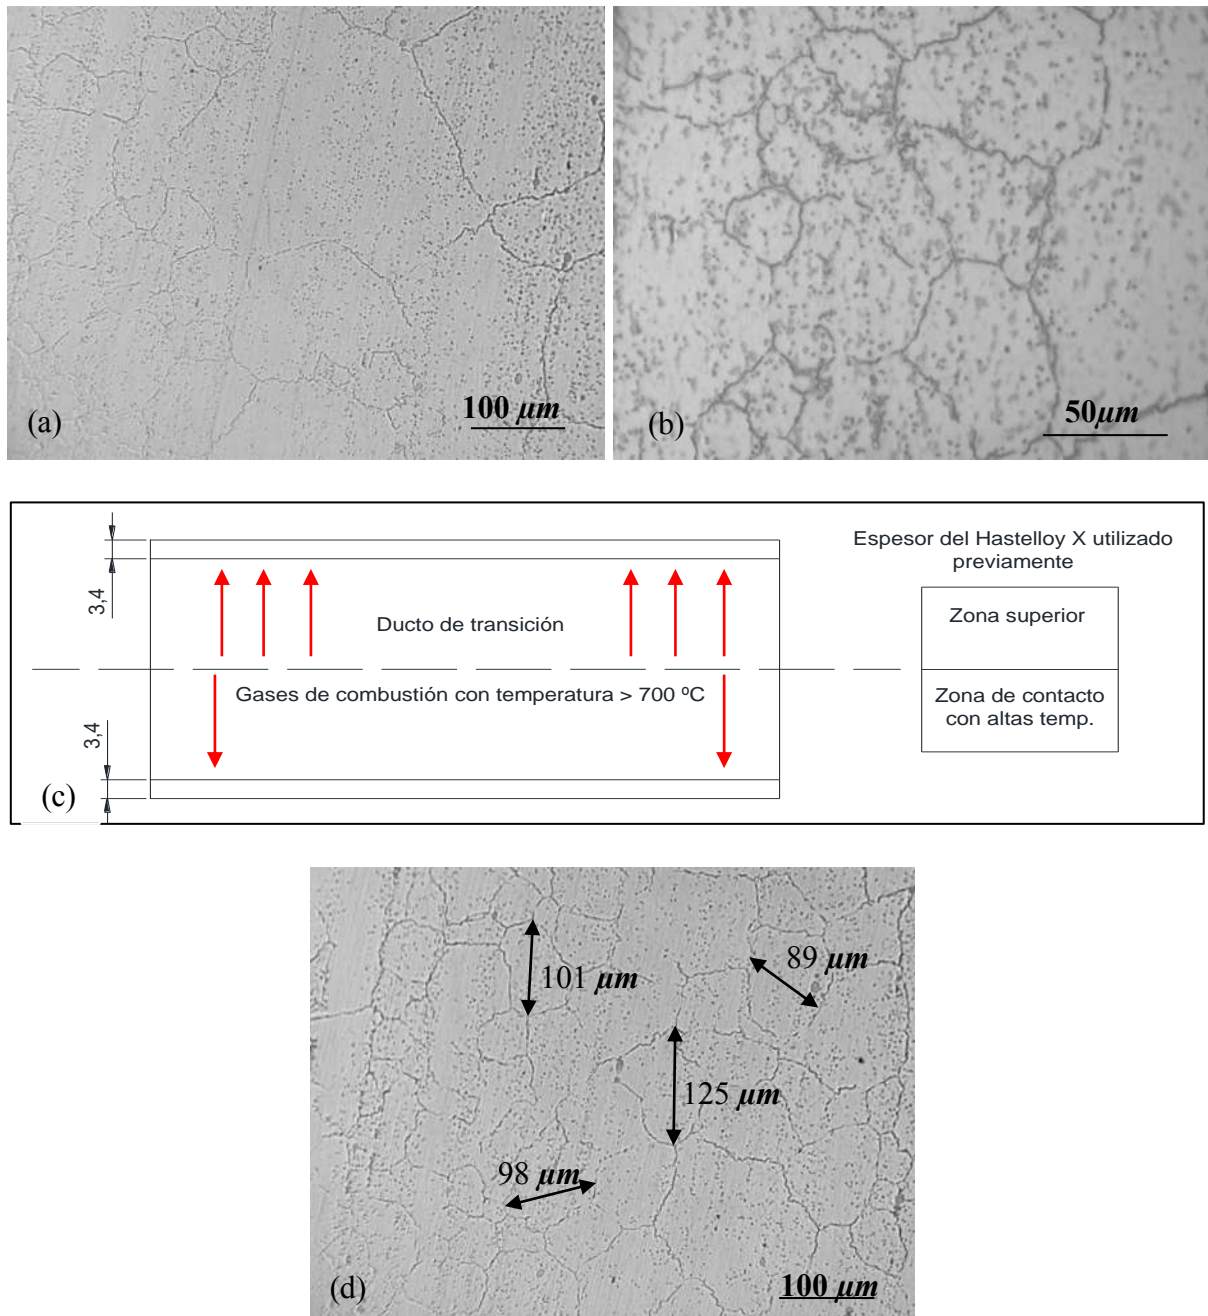 100 µm
(a)
50µm
(b)
3,4
Ducto de transición
Gases de combustión con temperatura > 700 ºC
3,4
(c)
Espesor del Hastelloy X utilizado
previamente
Zona superior
Zona de contacto
con altas temp.
101 µm
89 µm
125 µm
98 µm
(d)
100 µm